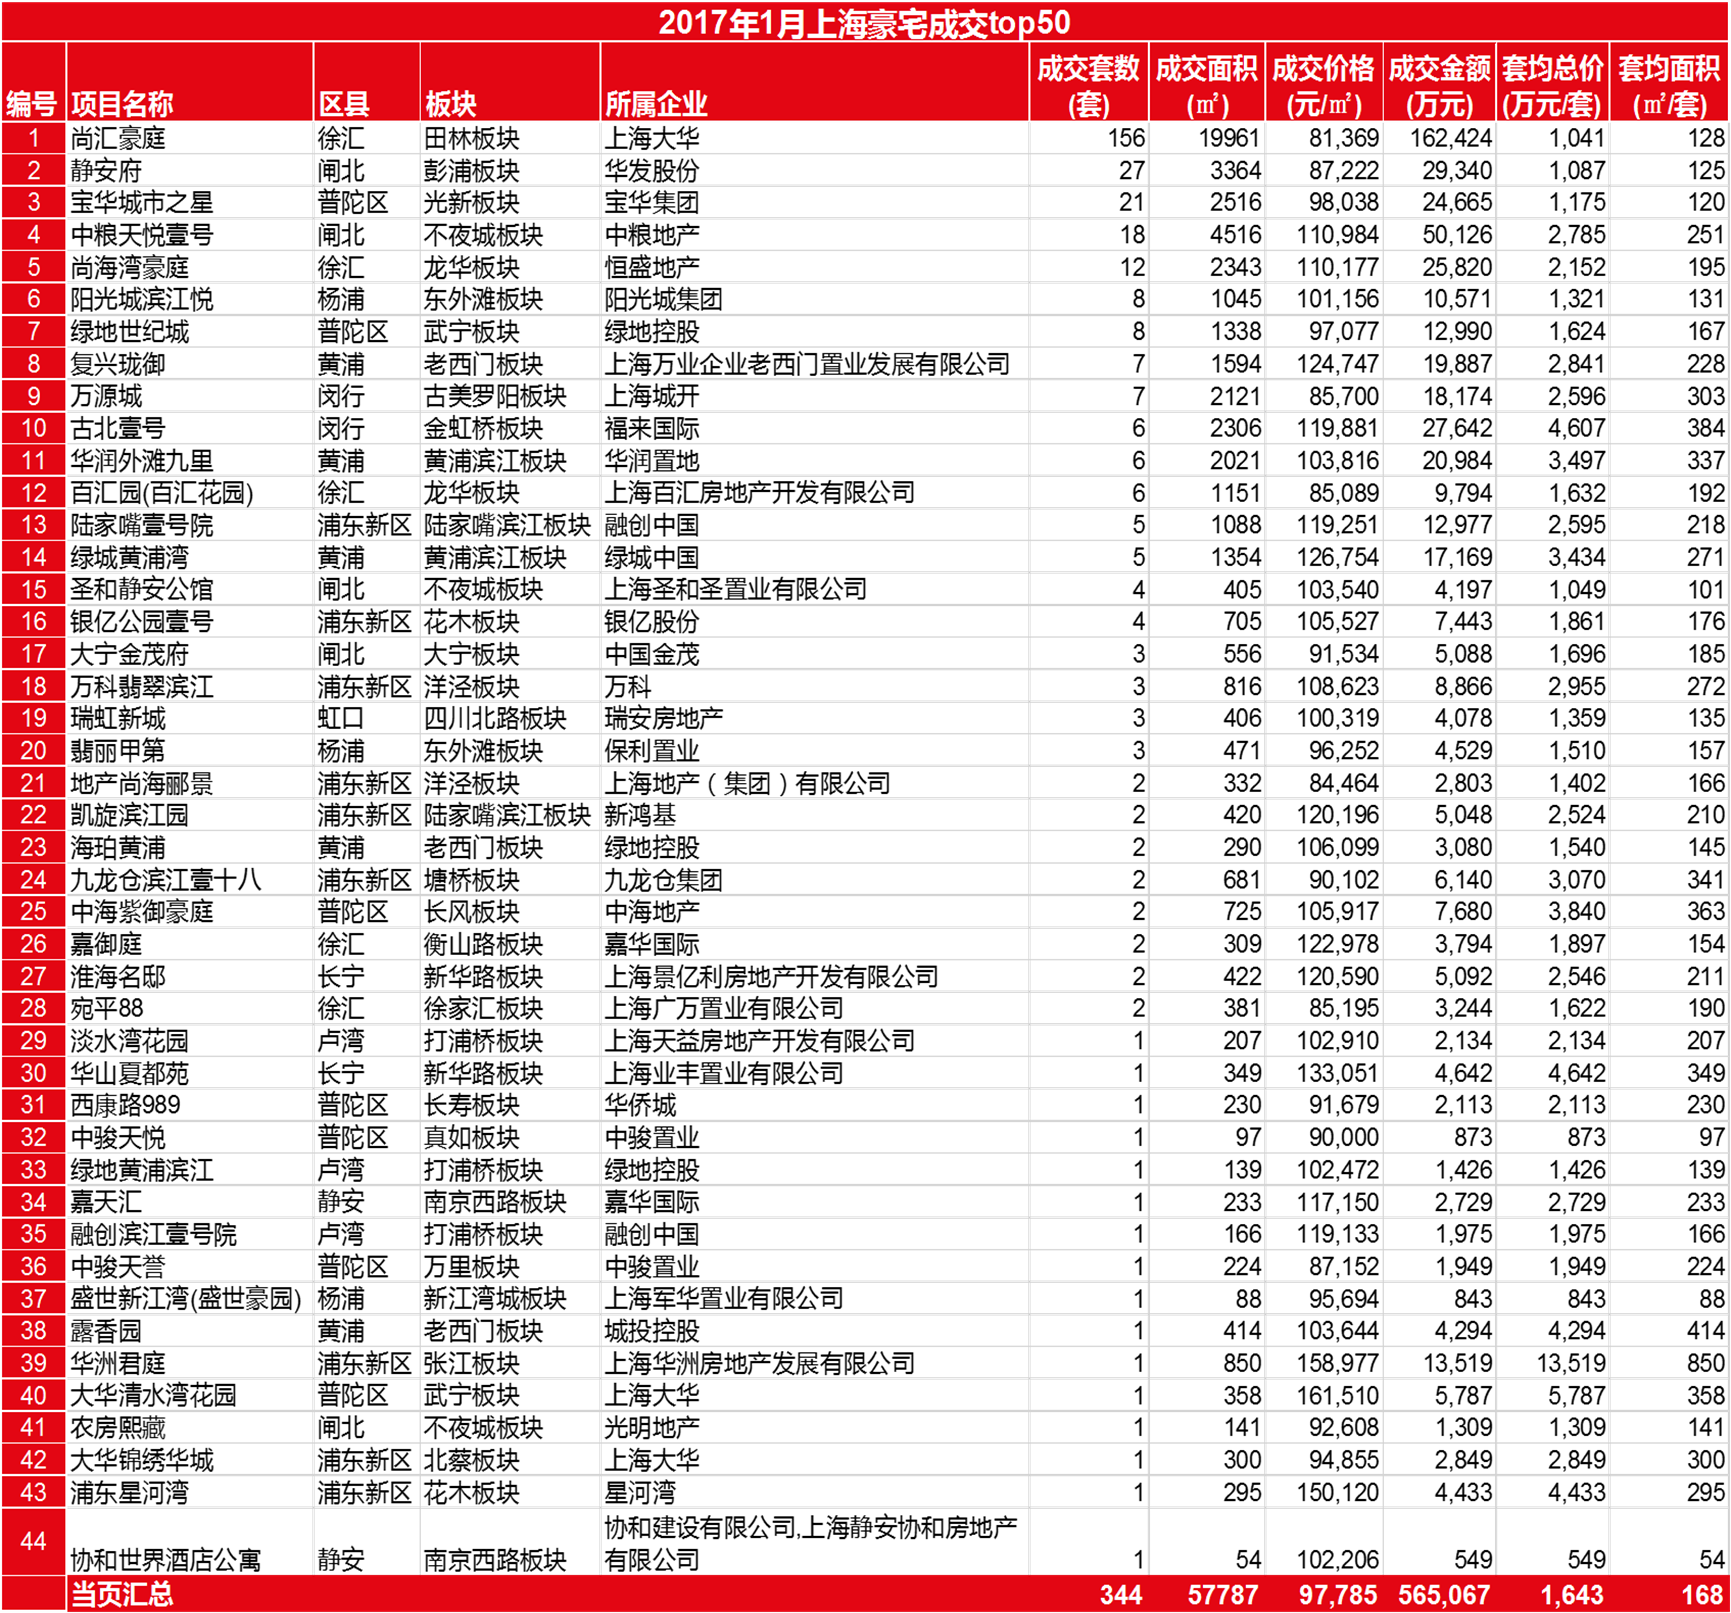 2017年1月上海豪宅成交top50
编号 项目名称 区县 板块 所属企业 成交套数(套) 成交面积(㎡) 成交价格(元/㎡) 成交金额(万元) 套均总价(万元/套) 套均面积(㎡/套)
1 尚汇豪庭 徐汇 田林板块 上海大华 156 19961 81,369 162,424 1,041 128
2 静安府 闸北 彭浦板块 华发股份 27 3364 87,222 29,340 1,087 125
3 宝华城市之星 普陀区 光新板块 宝华集团 21 2516 98,038 24,665 1,175 120
4 中粮天悦壹号 闸北 不夜城板块 中粮地产 18 4516 110,984 50,126 2,785 251
5 尚海湾豪庭 徐汇 龙华板块 恒盛地产 12 2343 110,177 25,820 2,152 195
6 阳光城滨江悦 杨浦 东外滩板块 阳光城集团 8 1045 101,156 10,571 1,321 131
7 绿地世纪城 普陀区 武宁板块 绿地控股 8 1338 97,077 12,990 1,624 167
8 复兴珑御 黄浦 老西门板块 上海万业企业老西门置业发展有限公司 7 1594 124,747 19,887 2,841 228
9 万源城 闵行 古美罗阳板块 上海城开 7 2121 85,700 18,174 2,596 303
10 古北壹号 闵行 金虹桥板块 福来国际 6 2306 119,881 27,642 4,607 384
11 华润外滩九里 黄浦 黄浦滨江板块 华润置地 6 2021 103,816 20,984 3,497 337
12 百汇园(百汇花园) 徐汇 龙华板块 上海百汇房地产开发有限公司 6 1151 85,089 9,794 1,632 192
13 陆家嘴壹号院 浦东新区 陆家嘴滨江板块 融创中国 5 1088 119,251 12,977 2,595 218
14 绿城黄浦湾 黄浦 黄浦滨江板块 绿城中国 5 1354 126,754 17,169 3,434 271
15 圣和静安公馆 闸北 不夜城板块 上海圣和圣置业有限公司 4 405 103,540 4,197 1,049 101
16 银亿公园壹号 浦东新区 花木板块 银亿股份 4 705 105,527 7,443 1,861 176
17 大宁金茂府 闸北 大宁板块 中国金茂 3 556 91,534 5,088 1,696 185
18 万科翡翠滨江 浦东新区 洋泾板块 万科 3 816 108,623 8,866 2,955 272
19 瑞虹新城 虹口 四川北路板块 瑞安房地产 3 406 100,319 4,078 1,359 135
20 翡丽甲第 杨浦 东外滩板块 保利置业 3 471 96,252 4,529 1,510 157
21 地产尚海郦景 浦东新区 洋泾板块 上海地产（集团）有限公司 2 332 84,464 2,803 1,402 166
22 凯旋滨江园 浦东新区 陆家嘴滨江板块 新鸿基 2 420 120,196 5,048 2,524 210
23 海珀黄浦 黄浦 老西门板块 绿地控股 2 290 106,099 3,080 1,540 145
24 九龙仓滨江壹十八 浦东新区 塘桥板块 九龙仓集团 2 681 90,102 6,140 3,070 341
25 中海紫御豪庭 普陀区 长风板块 中海地产 2 725 105,917 7,680 3,840 363
26 嘉御庭 徐汇 衡山路板块 嘉华国际 2 309 122,978 3,794 1,897 154
27 淮海名邸 长宁 新华路板块 上海景亿利房地产开发有限公司 2 422 120,590 5,092 2,546 211
28 宛平88 徐汇 徐家汇板块 上海广万置业有限公司 2 381 85,195 3,244 1,622 190
29 淡水湾花园 卢湾 打浦桥板块 上海天益房地产开发有限公司 1 207 102,910 2,134 2,134 207
30 华山夏都苑 长宁 新华路板块 上海业丰置业有限公司 1 349 133,051 4,642 4,642 349
31 西康路989 普陀区 长寿板块 华侨城 1 230 91,679 2,113 2,113 230
32 中骏天悦 普陀区 真如板块 中骏置业 1 97 90,000 873 873 97
33 绿地黄浦滨江 卢湾 打浦桥板块 绿地控股 1 139 102,472 1,426 1,426 139
34 嘉天汇 静安 南京西路板块 嘉华国际 1 233 117,150 2,729 2,729 233
35 融创滨江壹号院 卢湾 打浦桥板块 融创中国 1 166 119,133 1,975 1,975 166
36 中骏天誉 普陀区 万里板块 中骏置业 1 224 87,152 1,949 1,949 224
37 盛世新江湾(盛世豪园) 杨浦 新江湾城板块 上海军华置业有限公司 1 88 95,694 843 843 88
38 露香园 黄浦 老西门板块 城投控股 1 414 103,644 4,294 4,294 414
39 华洲君庭 浦东新区 张江板块 上海华洲房地产发展有限公司 1 850 158,977 13,519 13,519 850
40 大华清水湾花园 普陀区 武宁板块 上海大华 1 358 161,510 5,787 5,787 358
41 农房熙藏 闸北 不夜城板块 光明地产 1 141 92,608 1,309 1,309 141
42 大华锦绣华城 浦东新区 北蔡板块 上海大华 1 300 94,855 2,849 2,849 300
43 浦东星河湾 浦东新区 花木板块 星河湾 1 295 150,120 4,433 4,433 295
44 协和世界酒店公寓 静安 南京西路板块 协和建设有限公司,上海静安协和房地产有限公司 1 54 102,206 549 549 54
当页汇总 344 57787 97,785 565,067 1,643 168